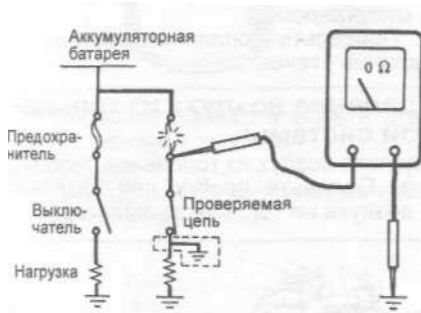 Аккумуляторная
батарея
0 Ω
Предохра-
нитель
Выклю-
чатель
Проверяемая
цепь
Нагрузка